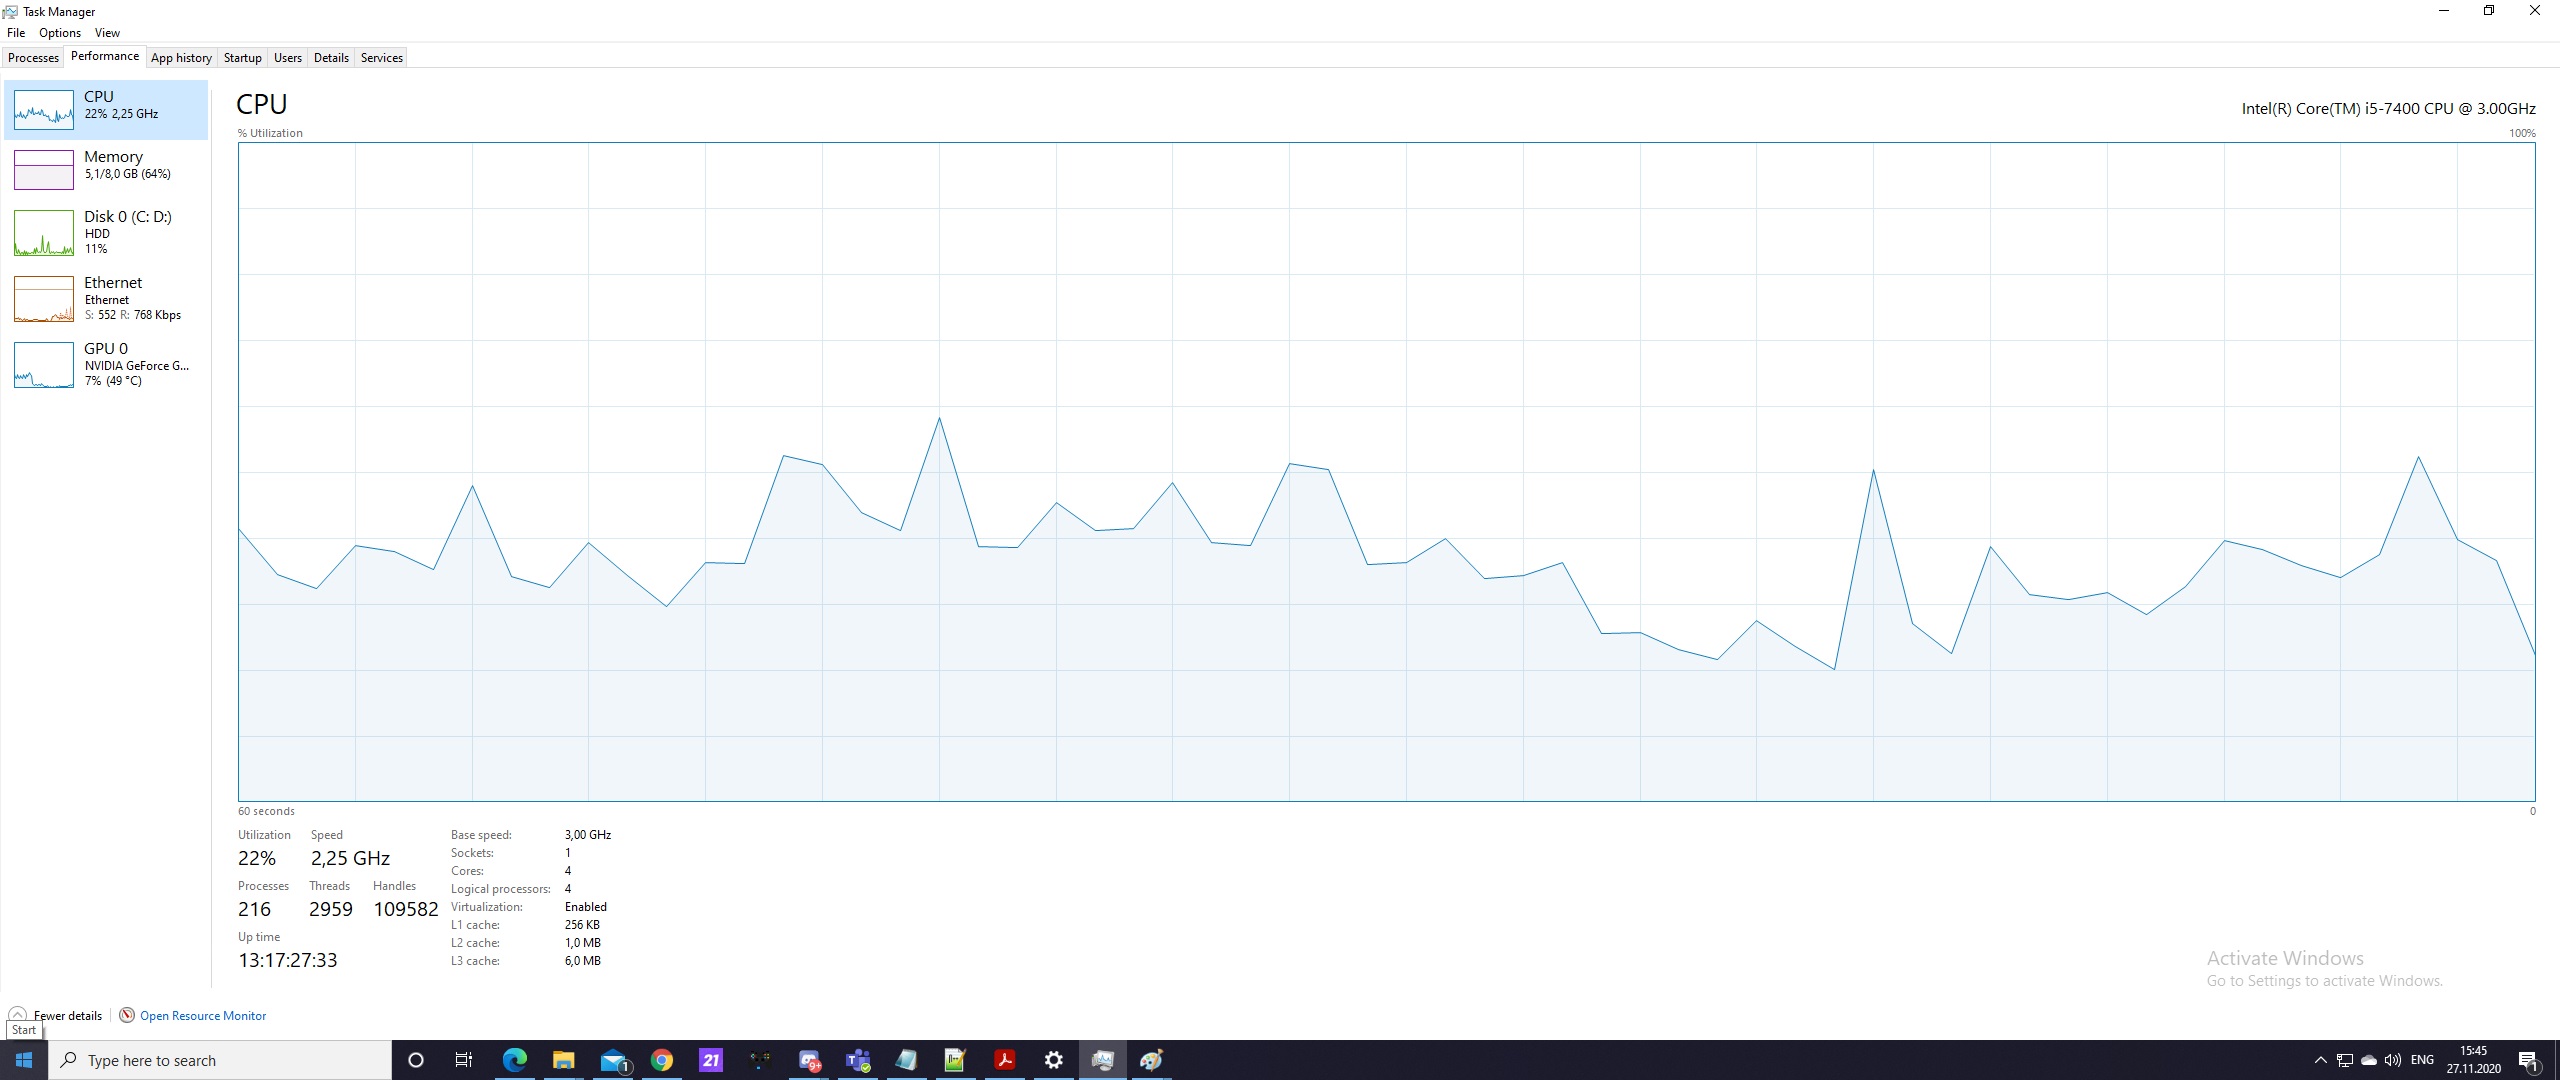 Task Manager
File Options View
Processes Performance App history Startup Users Details Services
CPU
22% 2,25 GHz
Memory
5,1/8,0 GB (64%)
Disk 0 (C: D:)
HDD
11%
Ethernet
Ethernet
S: 552 R: 768 Kbps
GPU 0
NVIDIA GeForce G...
7% (49 °C)
CPU
Intel(R) Core(TM) i5-7400 CPU @ 3.00GHz
% Utilization
100%
60 seconds
0
Utilization Speed
22% 2,25 GHz
Processes Threads Handles
216 2959 109582
Up time
13:17:27:33
Base speed: 3,00 GHz
Sockets: 1
Cores: 4
Logical processors: 4
Virtualization: Enabled
L1 cache: 256 KB
L2 cache: 1,0 MB
L3 cache: 6,0 MB
Activate Windows
Go to Settings to activate Windows.
Fewer details Open Resource Monitor
Start
Type here to search
1
21
9+
ENG
15:45
27.11.2020
1